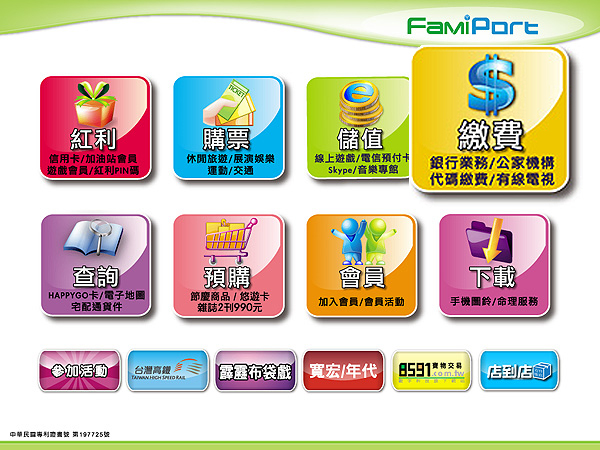 FamiPort
紅利
信用卡/加油站會員
遊戲會員/紅利PIN碼
TICKET
購票
休閒旅遊/展演娛樂
運動/交通
儲值
線上遊戲/電信預付卡
Skype/音樂專館
繳費
銀行業務/公家機構
代碼繳費/有線電視
查詢
HAPPYGO卡/電子地圖
宅配通貨件
預購
節慶商品/悠遊卡
雜誌2刊990元
會員
加入會員/會員活動
下載
手機圖鈴/命理服務
參加活動
台灣高鐵
TAIWAN HIGH SPEED RAIL
霹靂布袋戲
寬宏/年代
8591寶物交易
.com.tw
店到店
中華民國專利證書號 第197725號